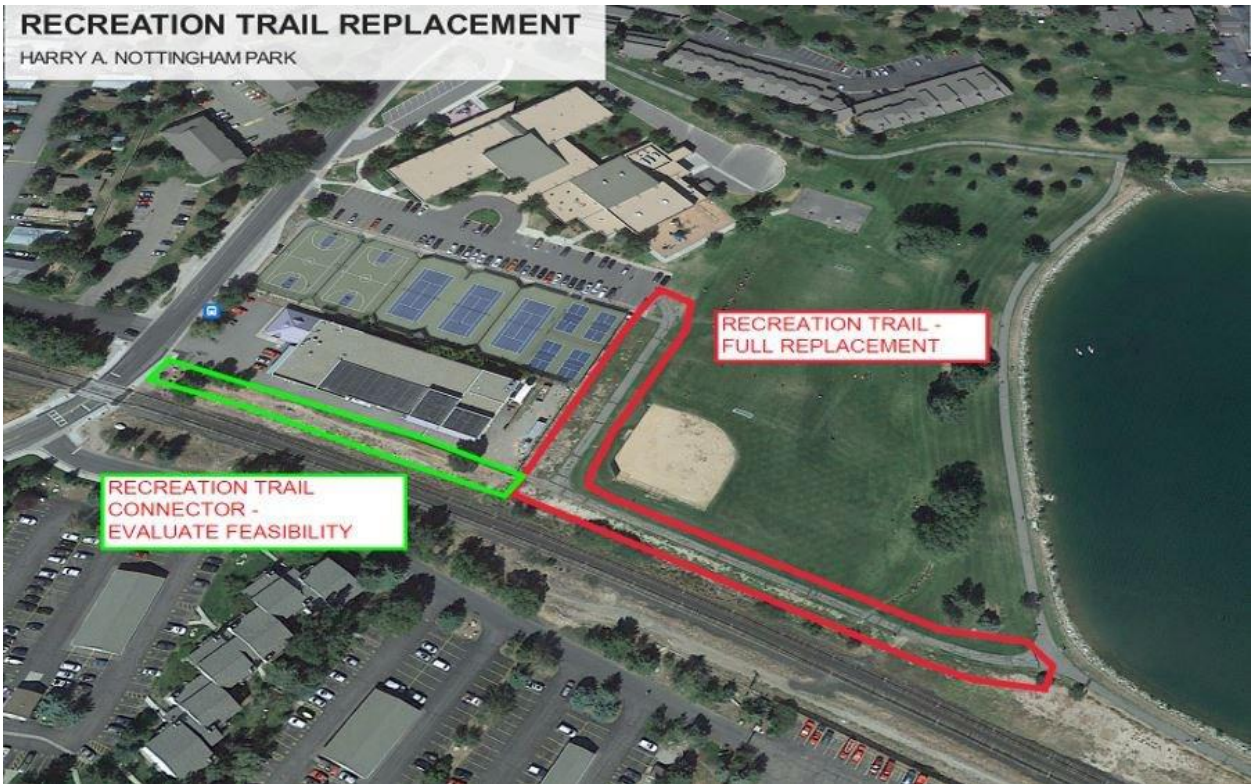 RECREATION TRAIL REPLACEMENT
HARRY A. NOTTINGHAM PARK
RECREATION TRAIL -
FULL REPLACEMENT
RECREATION TRAIL
CONNECTOR -
EVALUATE FEASIBILITY